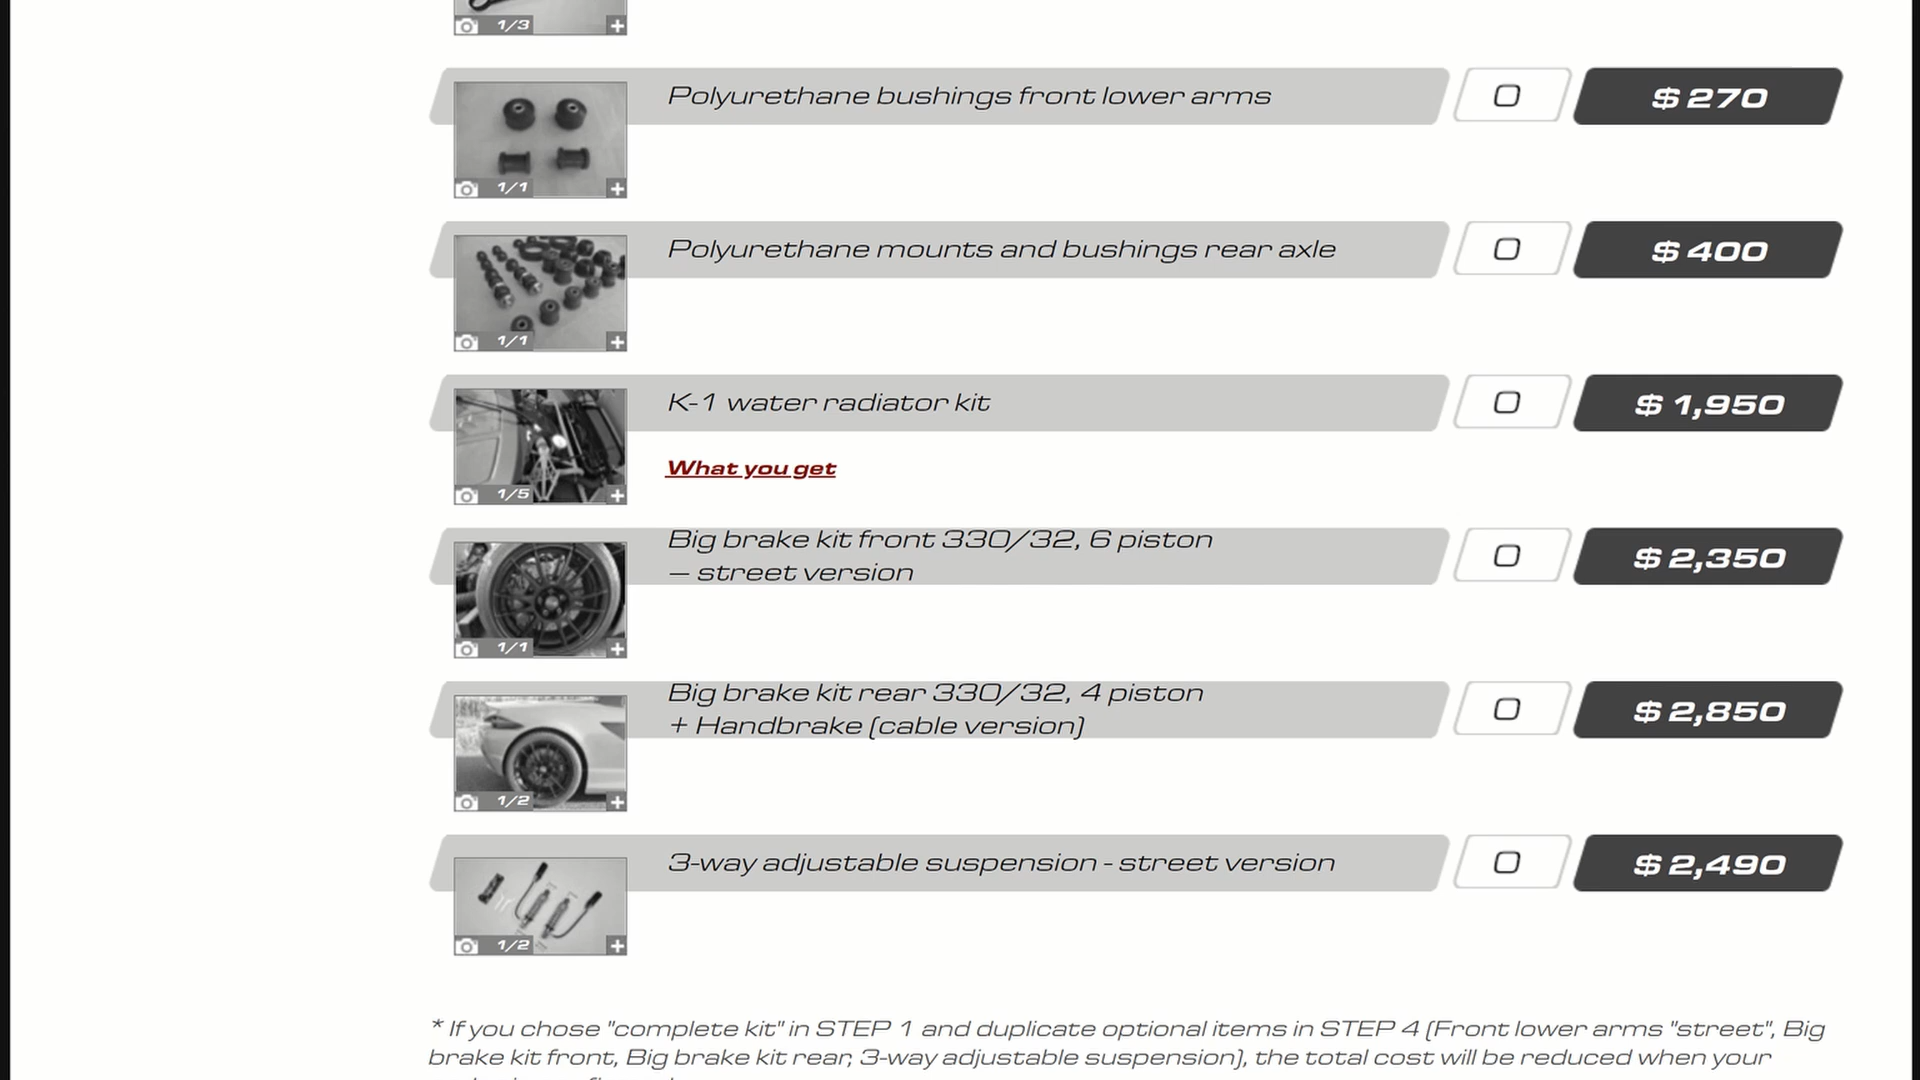 1/3
Polyurethane bushings front lower arms 0 $ 270
1/1
Polyurethane mounts and bushings rear axle 0 $ 400
1/1
K-1 water radiator kit 0 $ 1,950
What you get
1/5
Big brake kit front 330/32, 6 piston
– street version 0 $ 2,350
1/1
Big brake kit rear 330/32, 4 piston
+ Handbrake (cable version) 0 $ 2,850
1/2
3-way adjustable suspension - street version 0 $ 2,490
1/2
* If you chose "complete kit" in STEP 1 and duplicate optional items in STEP 4 (Front lower arms "street", Big
brake kit front, Big brake kit rear, 3-way adjustable suspension), the total cost will be reduced when your